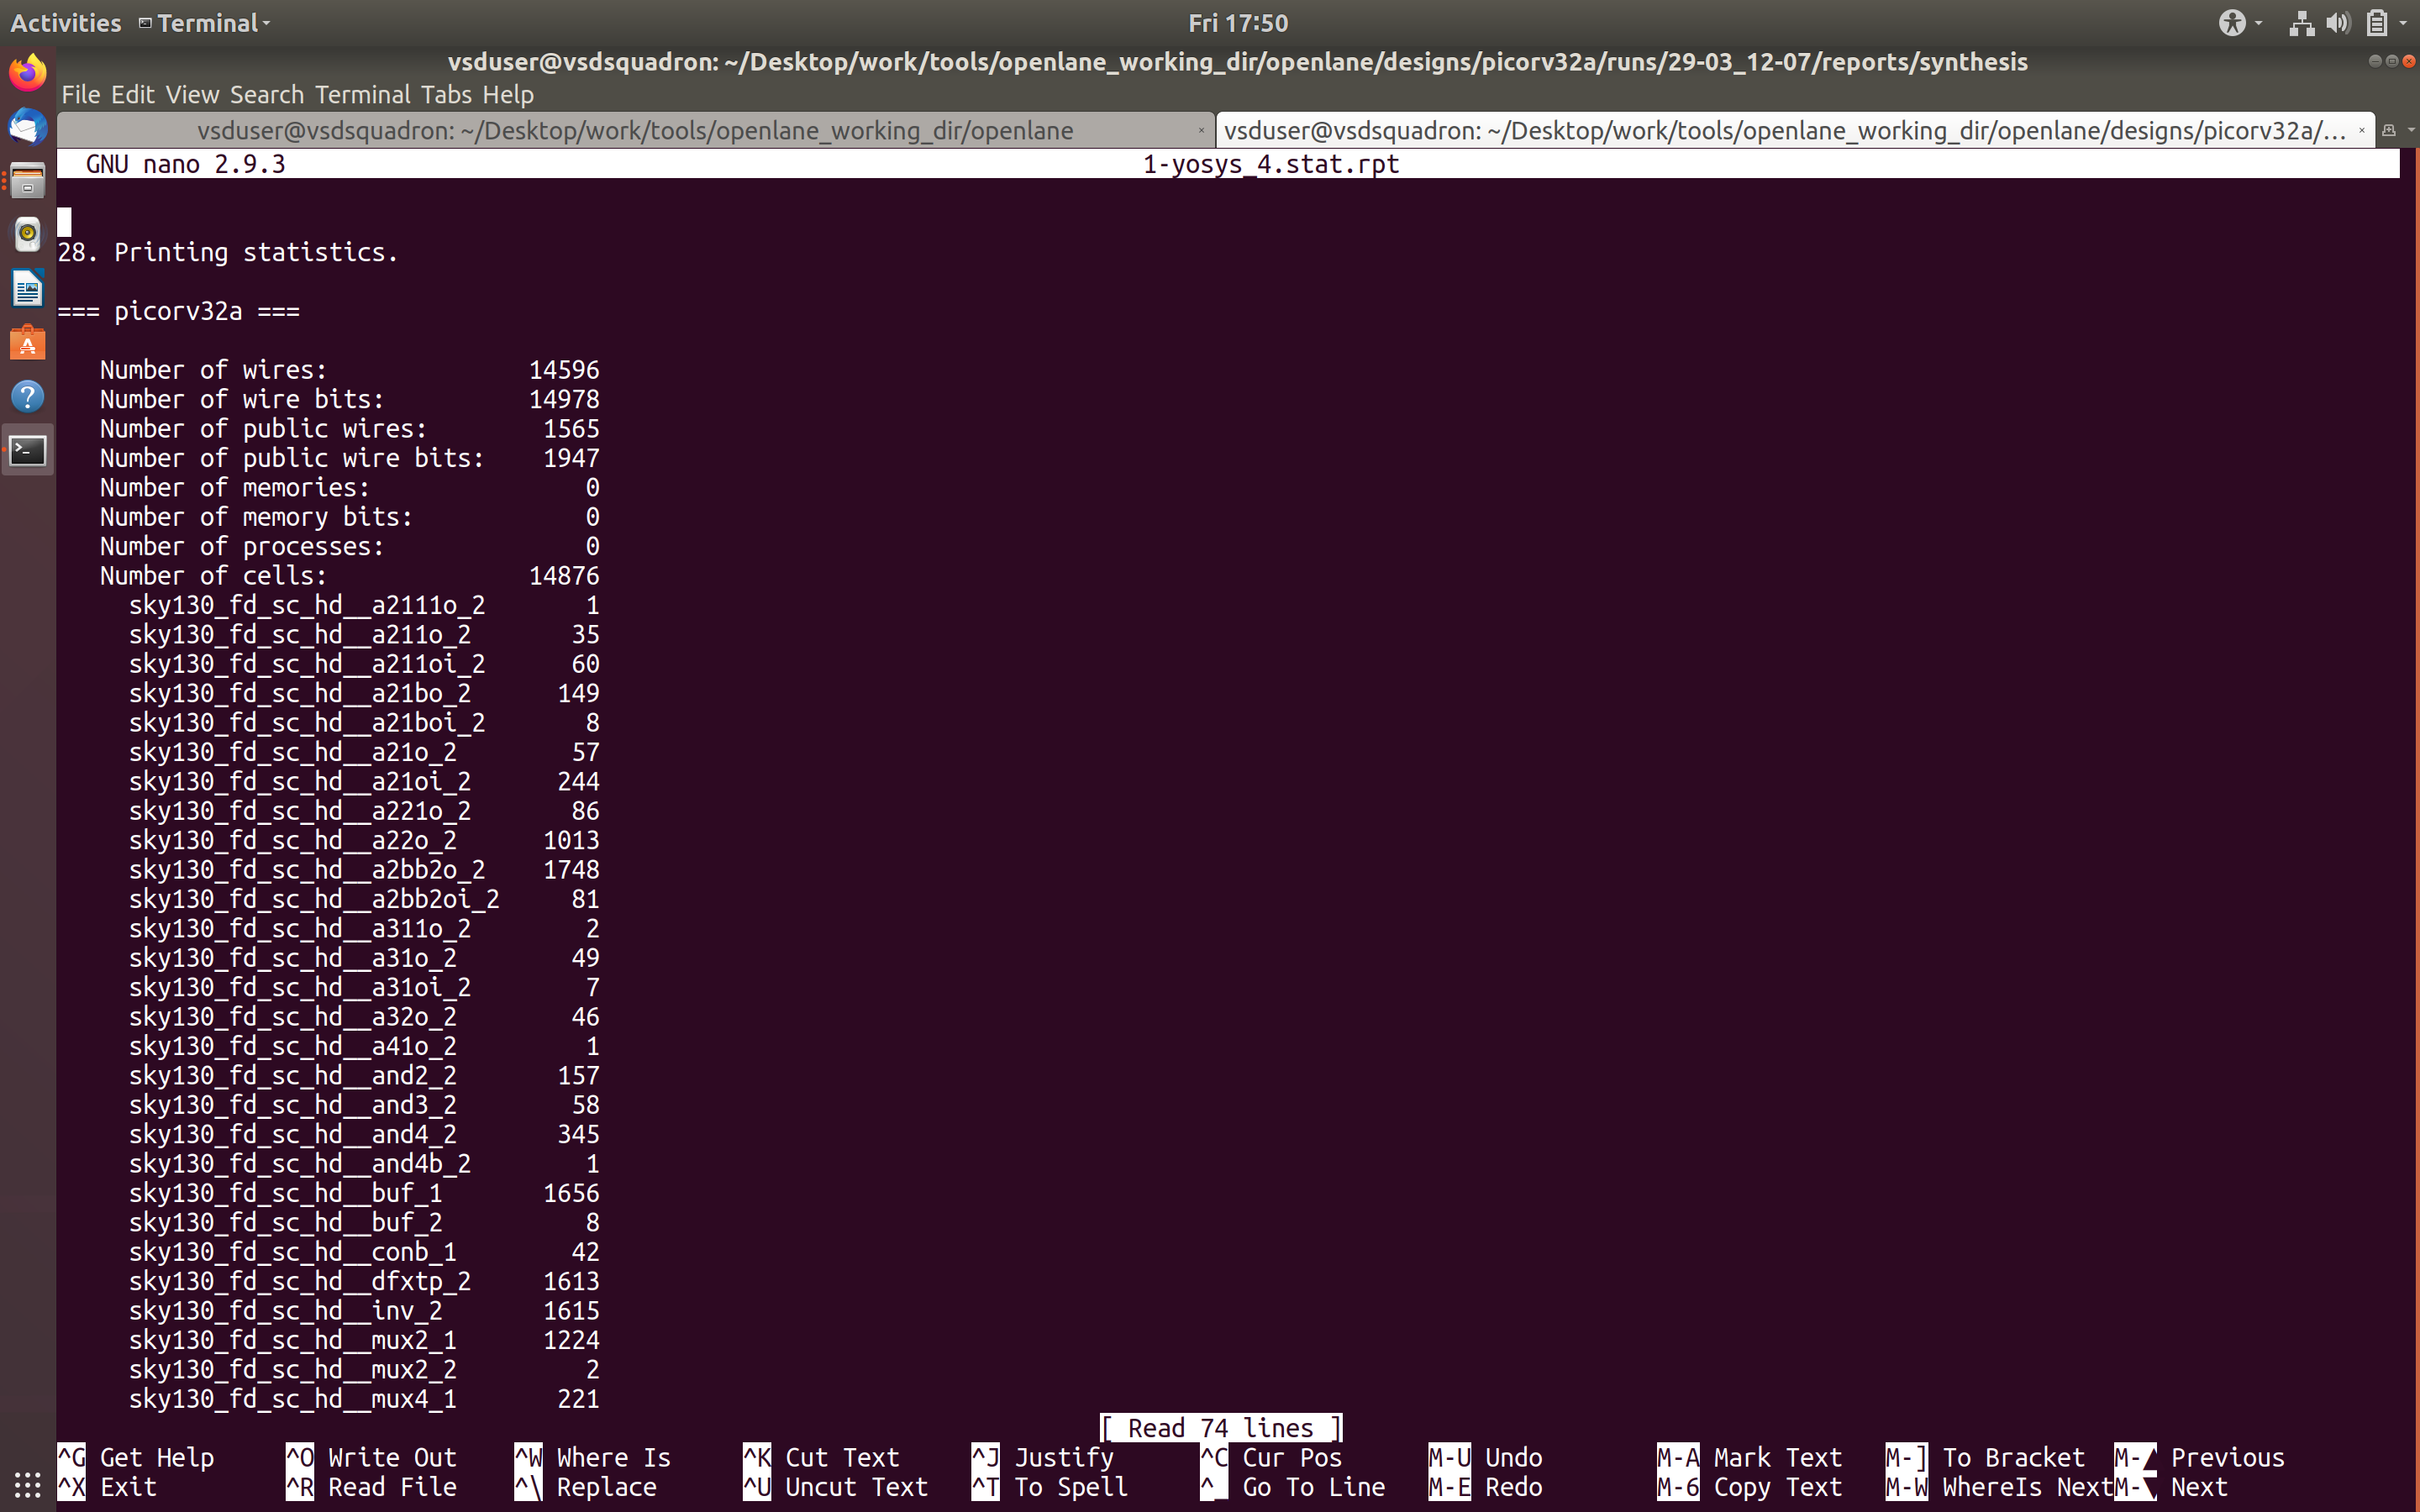 Activities Terminal Fri 17:50
vsduser@vsdsquadron: ~/Desktop/work/tools/openlane_working_dir/openlane/designs/picorv32a/runs/29-03_12-07/reports/synthesis
File Edit View Search Terminal Tabs Help
vsduser@vsdsquadron: ~/Desktop/work/tools/openlane_working_dir/openlane × vsduser@vsdsquadron: ~/Desktop/work/tools/openlane_working_dir/openlane/designs/picorv32a/... ×
GNU nano 2.9.3 1-yosys_4.stat.rpt
28. Printing statistics.
=== picorv32a ===
Number of wires: 14596
Number of wire bits: 14978
Number of public wires: 1565
Number of public wire bits: 1947
Number of memories: 0
Number of memory bits: 0
Number of processes: 0
Number of cells: 14876
sky130_fd_sc_hd__a2111o_2 1
sky130_fd_sc_hd__a211o_2 35
sky130_fd_sc_hd__a211oi_2 60
sky130_fd_sc_hd__a21bo_2 149
sky130_fd_sc_hd__a21boi_2 8
sky130_fd_sc_hd__a21o_2 57
sky130_fd_sc_hd__a21oi_2 244
sky130_fd_sc_hd__a221o_2 86
sky130_fd_sc_hd__a22o_2 1013
sky130_fd_sc_hd__a2bb2o_2 1748
sky130_fd_sc_hd__a2bb2oi_2 81
sky130_fd_sc_hd__a311o_2 2
sky130_fd_sc_hd__a31o_2 49
sky130_fd_sc_hd__a31oi_2 7
sky130_fd_sc_hd__a32o_2 46
sky130_fd_sc_hd__a41o_2 1
sky130_fd_sc_hd__and2_2 157
sky130_fd_sc_hd__and3_2 58
sky130_fd_sc_hd__and4_2 345
sky130_fd_sc_hd__and4b_2 1
sky130_fd_sc_hd__buf_1 1656
sky130_fd_sc_hd__buf_2 8
sky130_fd_sc_hd__conb_1 42
sky130_fd_sc_hd__dfxtp_2 1613
sky130_fd_sc_hd__inv_2 1615
sky130_fd_sc_hd__mux2_1 1224
sky130_fd_sc_hd__mux2_2 2
sky130_fd_sc_hd__mux4_1 221
[ Read 74 lines ]
^G Get Help ^O Write Out ^W Where Is ^K Cut Text ^J Justify ^C Cur Pos M-U Undo M-A Mark Text M-] To Bracket M-▲ Previous
^X Exit ^R Read File ^\ Replace ^U Uncut Text ^T To Spell ^_ Go To Line M-E Redo M-6 Copy Text M-W WhereIs Next M-▼ Next